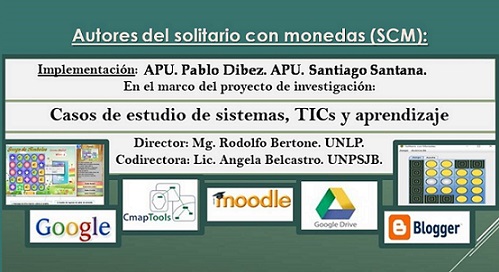 Autores del solitario con monedas (SCM):
Implementación: APU. Pablo Dibez. APU. Santiago Santana.
En el marco del proyecto de investigación:
Casos de estudio de sistemas, TICs y aprendizaje
Director: Mg. Rodolfo Bertone. UNLP.
Codirectora: Lic. Angela Belcastro. UNPSJB.
Google
CmapTools
moodle
Google Drive
Blogger